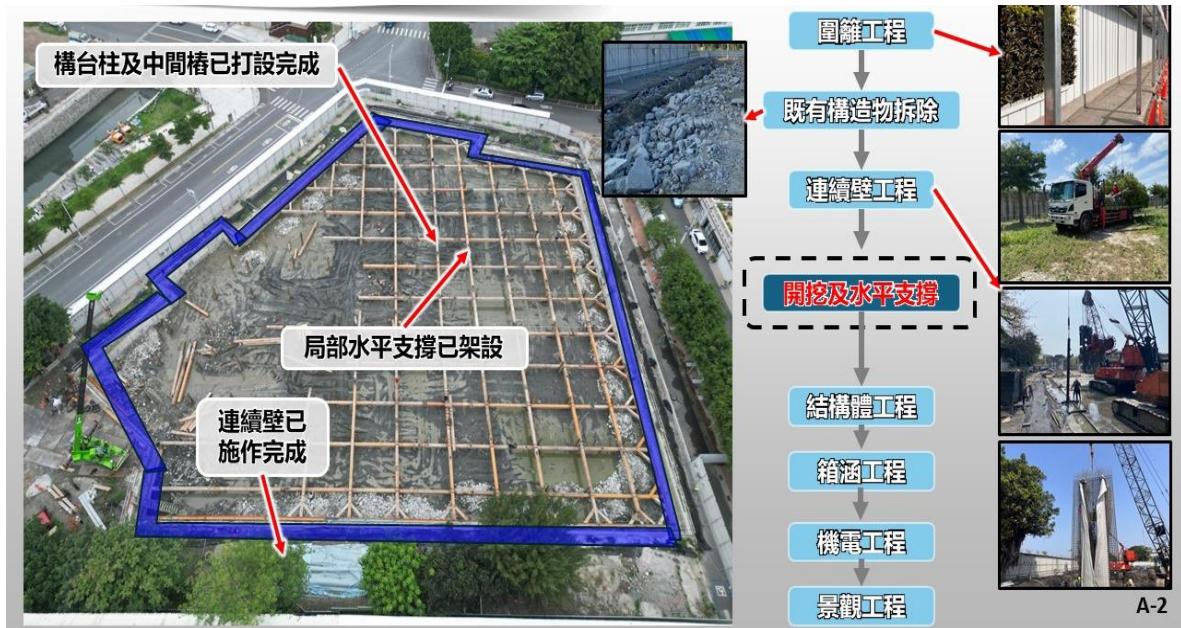 構台柱及中間樁已打設完成
局部水平支撐已架設
連續壁已
施作完成
圍籬工程
既有構造物拆除
連續壁工程
開挖及水平支撐
結構體工程
箱涵工程
機電工程
景觀工程
A-2